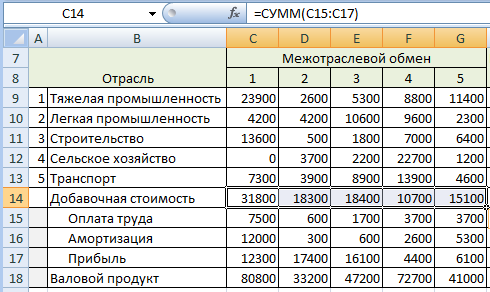 C14 fx =СУММ(C15:C17)
A B C D E F G
7 Межотраслевой обмен
8 Отрасль 1 2 3 4 5
9 1 Тяжелая промышленность 23900 2600 5300 8800 11400
10 2 Легкая промышленность 4200 4200 10600 9600 2300
11 3 Строительство 13600 500 1800 7000 6400
12 4 Сельское хозяйство 0 3700 2200 22700 1200
13 5 Транспорт 7300 3900 8900 13900 4600
14 Добавочная стоимость 31800 18300 18400 10700 15100
15 Оплата труда 7500 600 1700 3700 3700
16 Амортизация 12000 300 600 2600 5300
17 Прибыль 12300 17400 16100 4400 6100
18 Валовой продукт 80800 33200 47200 72700 41000